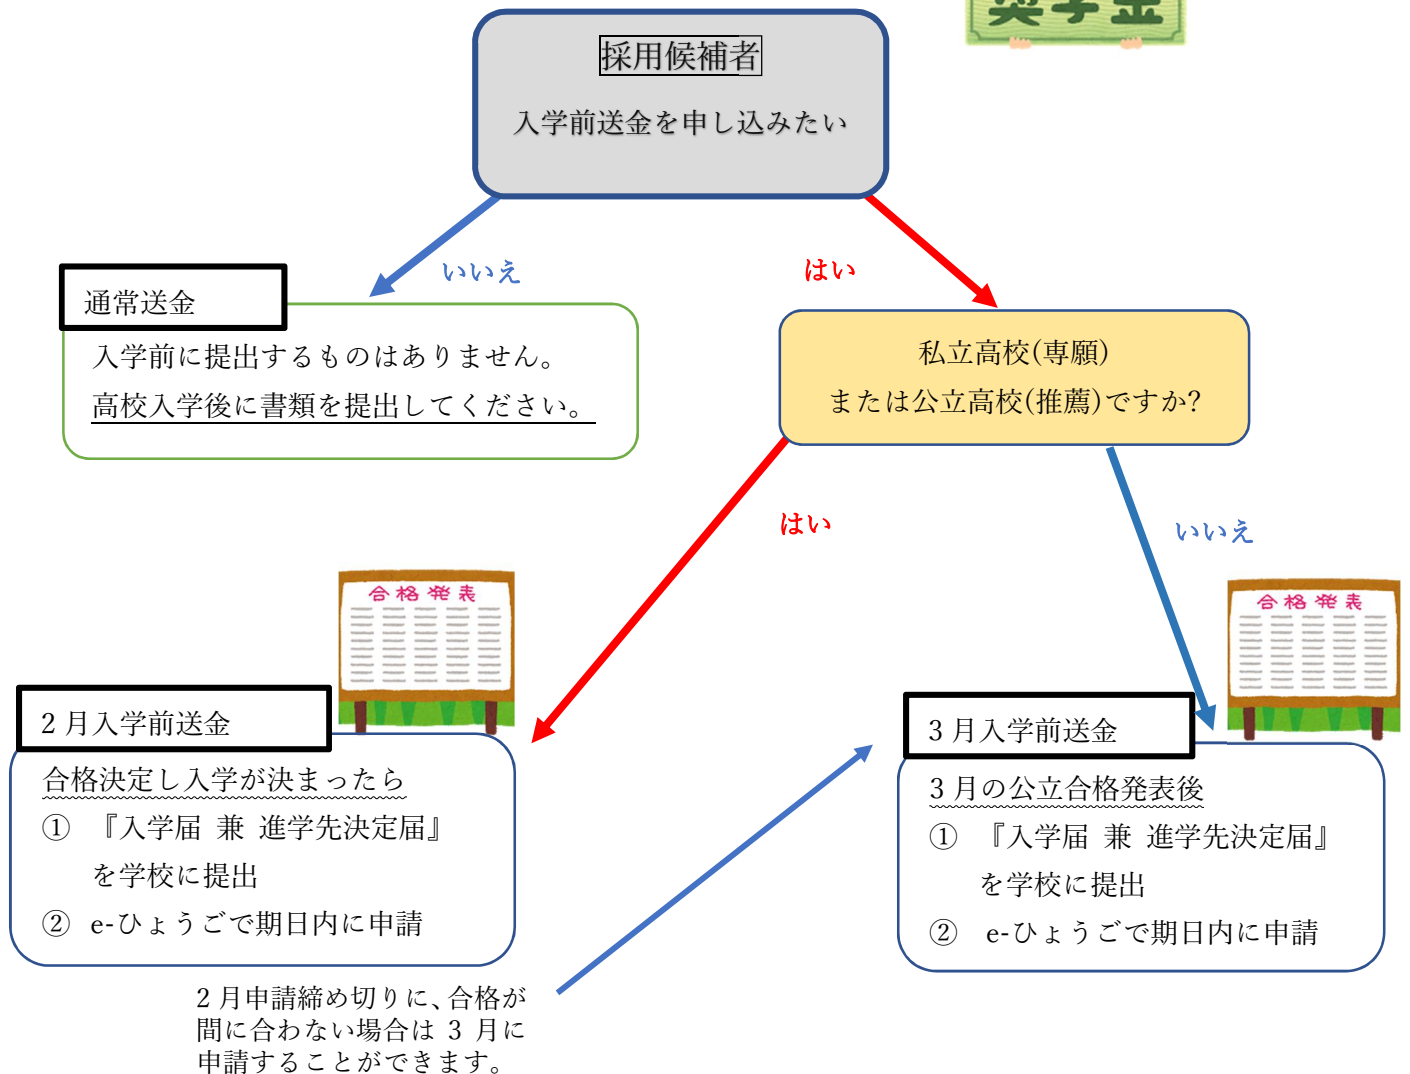 奨学金
採用候補者
入学前送金を申し込みたい
いいえ
はい
通常送金
入学前に提出するものはありません。
高校入学後に書類を提出してください。
私立高校(専願)
または公立高校(推薦)ですか?
はい
いいえ
合格発表
合格発表
2月入学前送金
合格決定し入学が決まったら
① 『入学届 兼 進学先決定届』
を学校に提出
② e-ひょうごで期日内に申請
3月入学前送金
3月の公立合格発表後
① 『入学届 兼 進学先決定届』
を学校に提出
② e-ひょうごで期日内に申請
2月申請締め切りに、合格が
間に合わない場合は 3 月に
申請することができます。